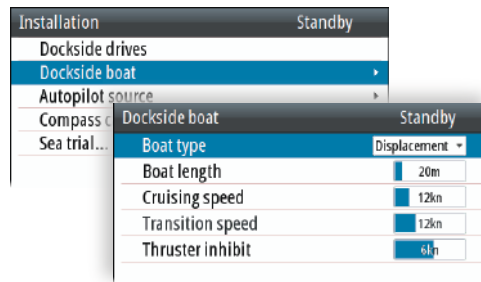 Installation Standby
Dockside drives
Dockside boat
Autopilot source
Compass c
Sea trial...
Dockside boat Standby
Boat type Displacement
Boat length 20m
Cruising speed 12kn
Transition speed 12kn
Thruster inhibit 6kn